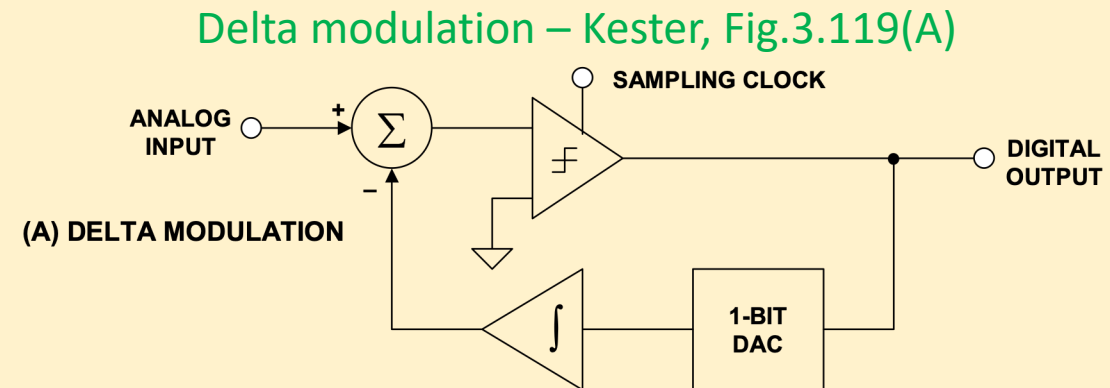 Delta modulation – Kester, Fig.3.119(A)
SAMPLING CLOCK
ANALOG
INPUT
+
Σ
−
DIGITAL
OUTPUT
(A) DELTA MODULATION
∫
1-BIT
DAC